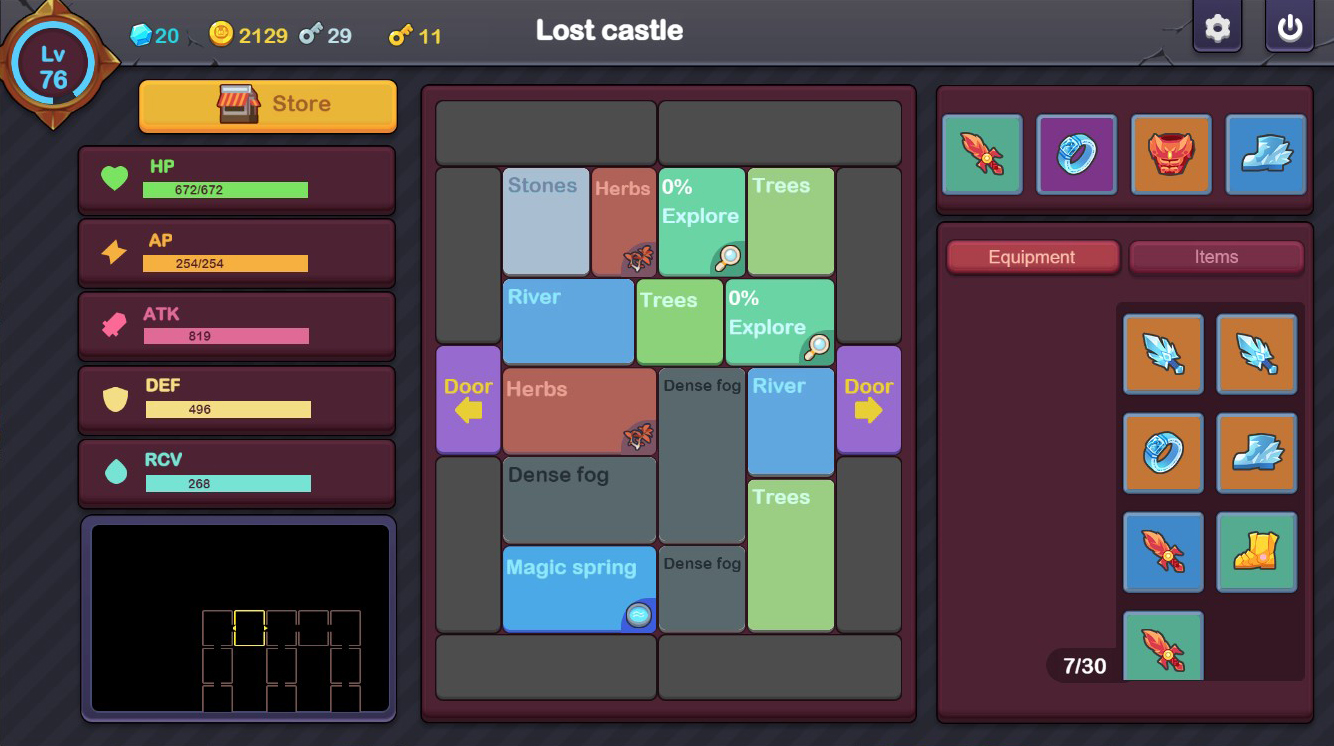 Lv
76
20
2129
29
11
Lost castle
Store
HP
672/672
AP
254/254
ATK
819
DEF
496
RCV
268
Stones
Herbs
0%
Explore
Trees
River
Trees
0%
Explore
Door
Herbs
Dense fog
River
Door
Dense fog
Trees
Magic spring
Dense fog
Equipment
Items
7/30